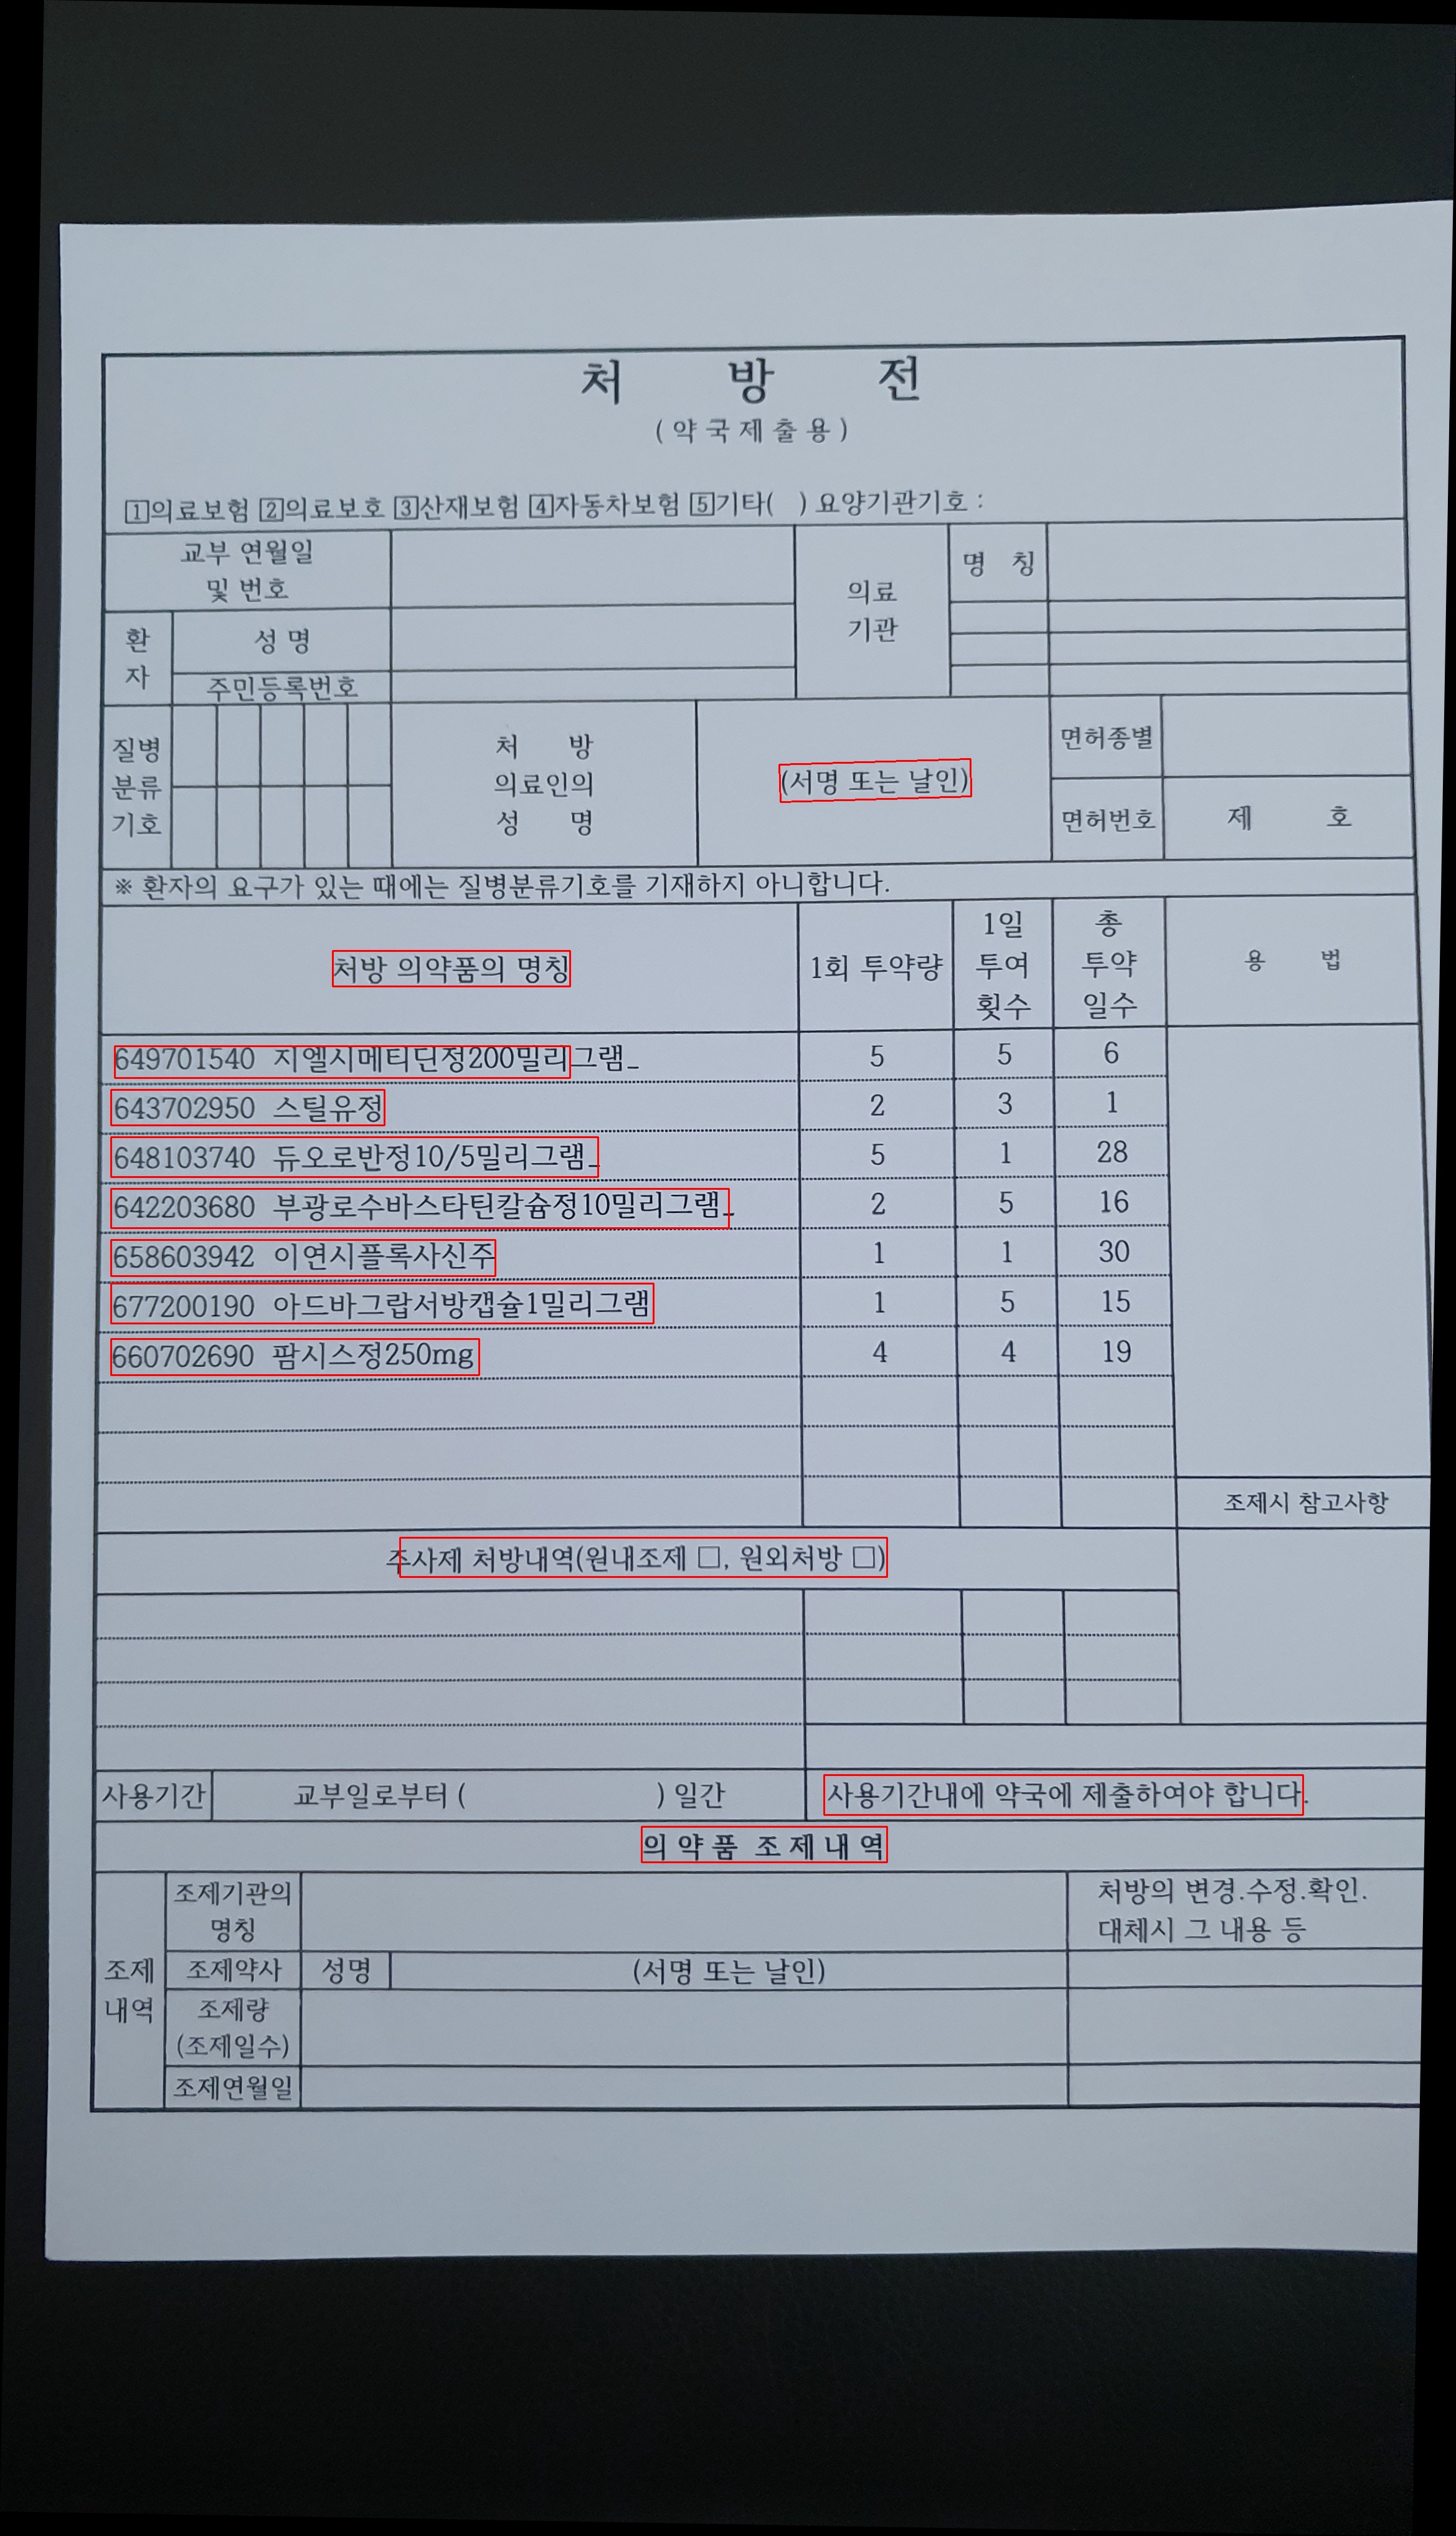 처 방 전
( 약 국 제 출 용 )
1의료보험 2의료보호 3산재보험 4자동차보험 5기타( ) 요양기관기호 :
교부 연월일
및 번호
의료
기관
명 칭
환
자
성 명
주민등록번호
질병
분류
기호
처 방
의료인의
성 명
(서명 또는 날인)
면허종별
면허번호
제 호
※ 환자의 요구가 있는 때에는 질병분류기호를 기재하지 아니합니다.
처방 의약품의 명칭
1회 투약량
1일
투여
횟수
총
투약
일수
용 법
649701540 지엘시메티딘정200밀리그램_ 5 5 6
643702950 스틸유정 2 3 1
648103740 듀오로반정10/5밀리그램_ 5 1 28
642203680 부광로수바스타틴칼슘정10밀리그램_ 2 5 16
658603942 이연시플록사신주 1 1 30
677200190 아드바그랍서방캡슐1밀리그램 1 5 15
660702690 팜시스정250mg 4 4 19
조제시 참고사항
주사제 처방내역(원내조제 □, 원외처방 □)
사용기간 교부일로부터 ( ) 일간 사용기간내에 약국에 제출하여야 합니다.
의 약 품 조 제 내 역
조제
내역
조제기관의
명칭
처방의 변경.수정.확인.
대체시 그 내용 등
조제약사 성명 (서명 또는 날인)
조제량
(조제일수)
조제연월일